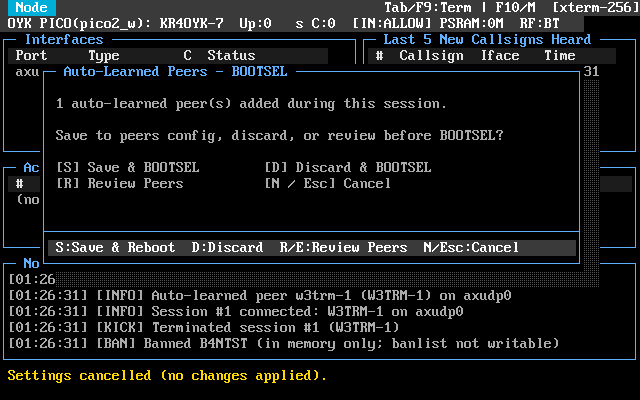 Node Tab/F9:Term | F10/M [xterm-256]
OYK PICO(pico2_w): KR4OYK-7 Up:0 s C:0 [IN:ALLOW] PSRAM:0M RF:BT
Interfaces Last 5 New Callsigns Heard
Port Type C Status # Callsign Iface Time
axu 31
Auto-Learned Peers - BOOTSEL
1 auto-learned peer(s) added during this session.
Save to peers config, discard, or review before BOOTSEL?
[S] Save & BOOTSEL [D] Discard & BOOTSEL
[R] Review Peers [N / Esc] Cancel
Ac
#
(no
S:Save & Reboot D:Discard R/E:Review Peers N/Esc:Cancel
No
[01:26
[01:26:31] [INFO] Auto-learned peer w3trm-1 (W3TRM-1) on axudp0
[01:26:31] [INFO] Session #1 connected: W3TRM-1 on axudp0
[01:26:31] [KICK] Terminated session #1 (W3TRM-1)
[01:26:31] [BAN] Banned B4NTST (in memory only; banlist not writable)
Settings cancelled (no changes applied).